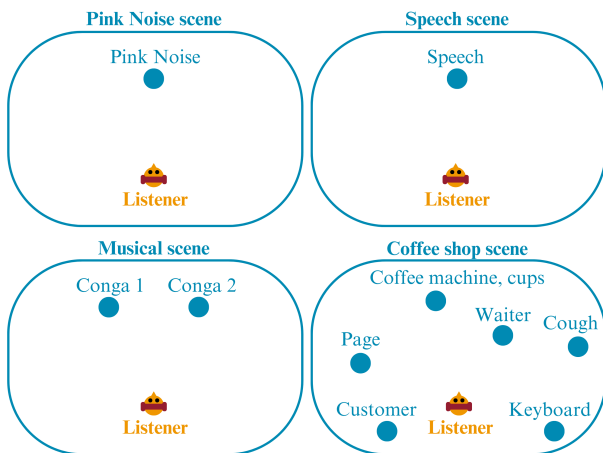 Pink Noise scene
Pink Noise
Listener
Speech scene
Speech
Listener
Musical scene
Conga 1 Conga 2
Listener
Coffee shop scene
Coffee machine, cups
Waiter
Cough
Page
Customer
Listener
Keyboard